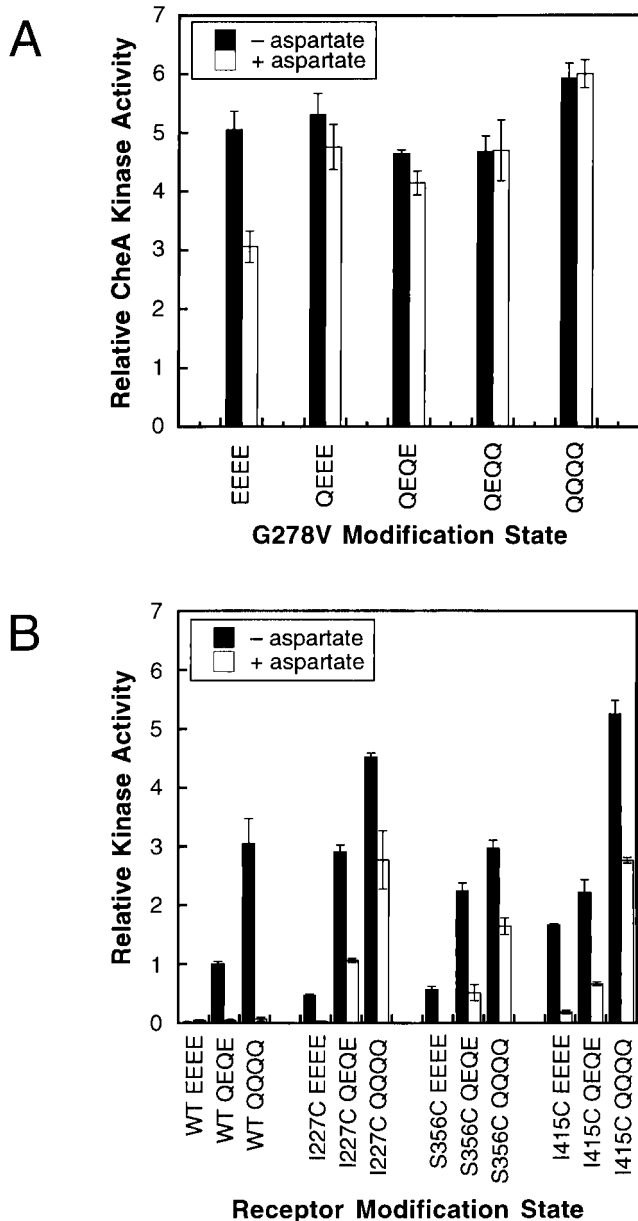 A
7
6
5
4
3
2
1
0
Relative CheA Kinase Activity
– aspartate
+ aspartate
EEEE
QEEE
QEQE
QEQQ
QQQQ
G278V Modification State
B
7
6
5
4
3
2
1
0
Relative Kinase Activity
– aspartate
+ aspartate
WT EEEE
WT QEQE
WT QQQQ
I227C EEEE
I227C QEQE
I227C QQQQ
S356C EEEE
S356C QEQE
S356C QQQQ
I415C EEEE
I415C QEQE
I415C QQQQ
Receptor Modification State